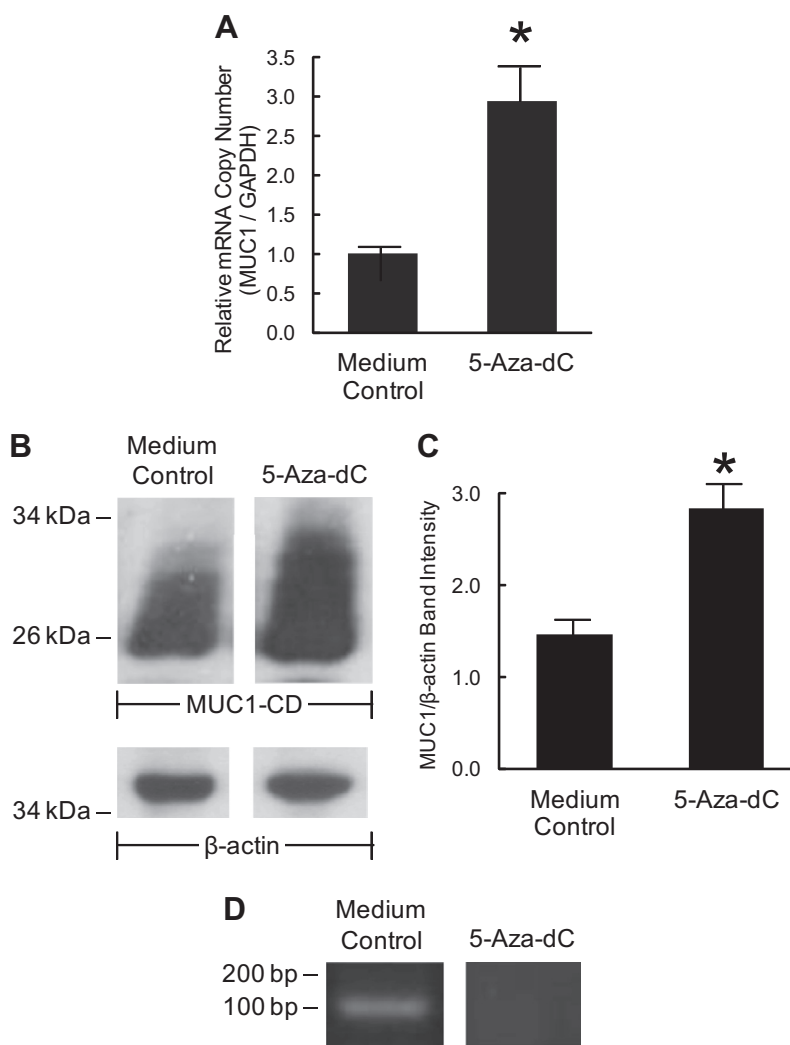 A
*
Relative mRNA Copy Number
(MUC1 / GAPDH)
3.5
3.0
2.5
2.0
1.5
1.0
0.5
0.0
Medium
Control
5-Aza-dC
B
Medium
Control
5-Aza-dC
34 kDa
26 kDa
MUC1-CD
34 kDa
β-actin
C
*
MUC1/β-actin Band Intensity
3.0
2.0
1.0
0.0
Medium
Control
5-Aza-dC
D
Medium
Control
5-Aza-dC
200 bp
100 bp